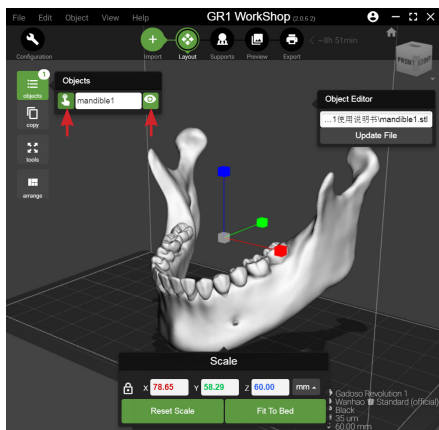 File Edit Object View Help GR1 WorkShop (2.0.6 2)
Configuration Import Layout Supports Preview Export ~8h 51min
FRONT RIGHT
1
objects
Objects
mandible1
copy
tools
arrange
Object Editor
...1使用说明书\mandible1.stl
Update File
Scale
X 78.65 Y 58.29 Z 60.00 mm
Reset Scale Fit To Bed
Gadoso Revolution 1
Wanhao Standard (official)
Black
35 um
60.00 mm